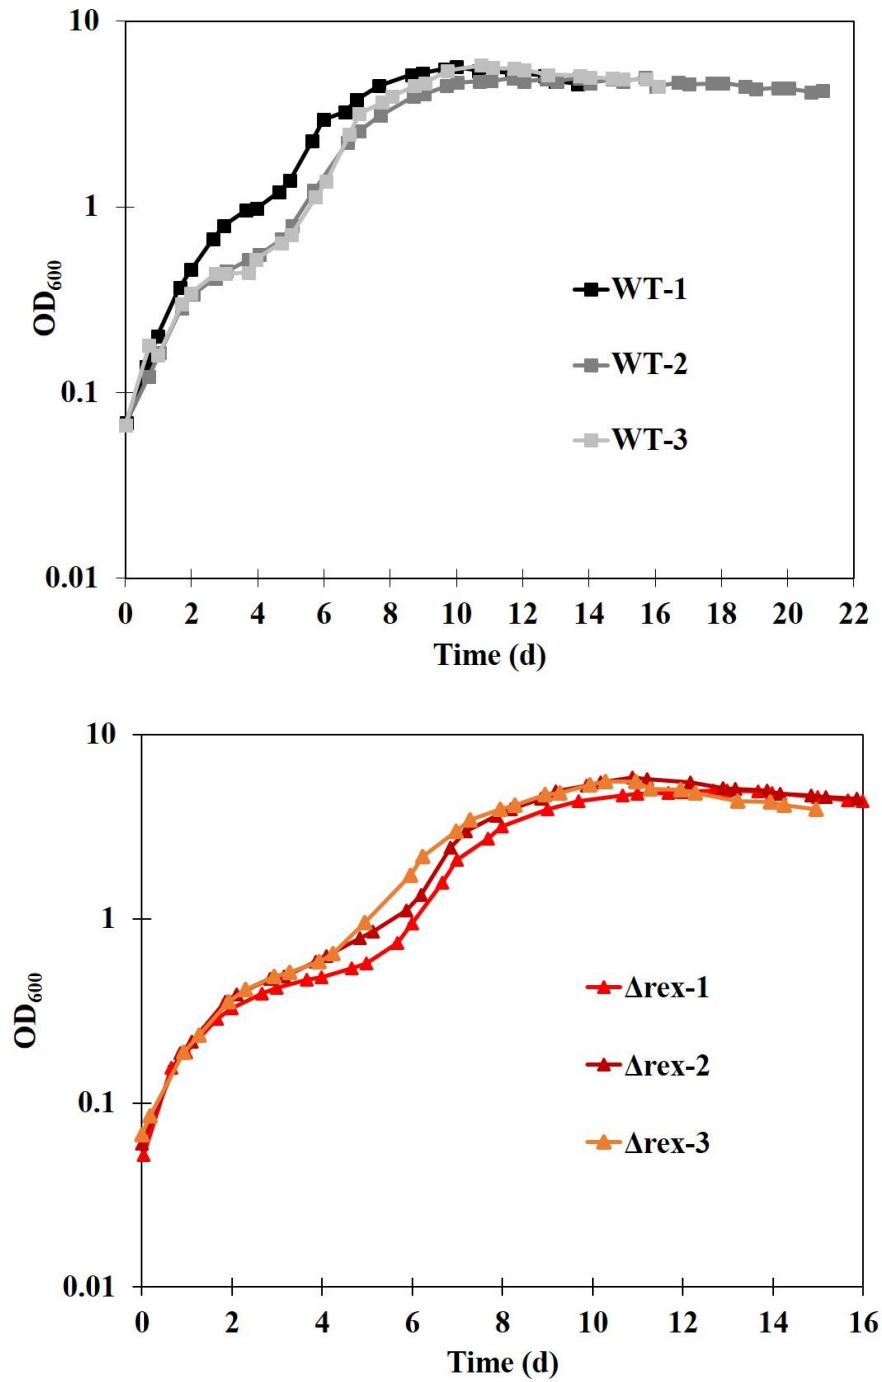 10
1
0.1
0.01
OD600
WT-1
WT-2
WT-3
0 2 4 6 8 10 12 14 16 18 20 22
Time (d)
10
1
0.1
0.01
OD600
Δrex-1
Δrex-2
Δrex-3
0 2 4 6 8 10 12 14 16
Time (d)